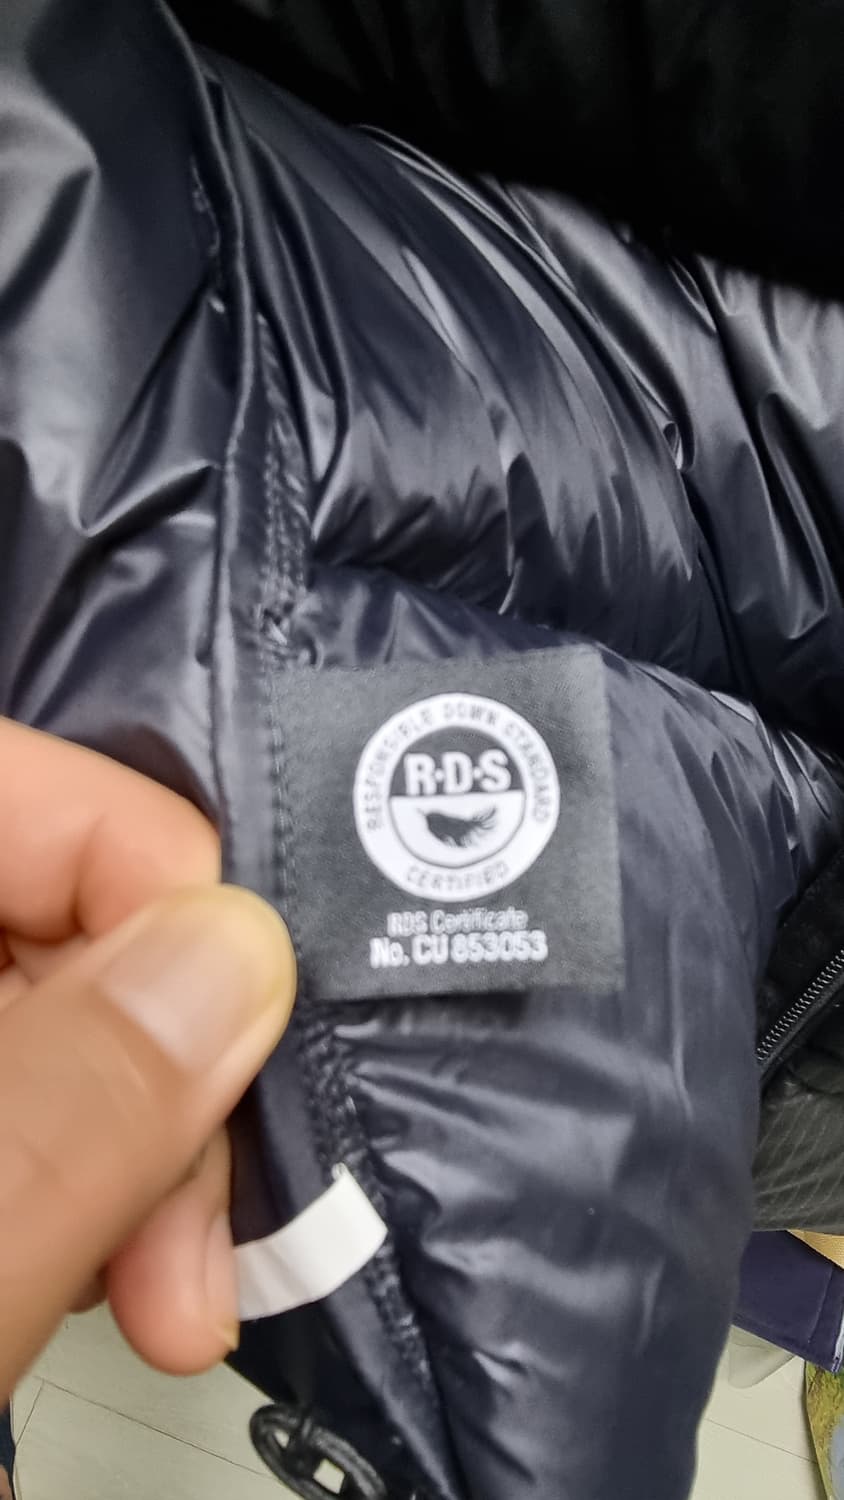 RESPONSIBLE DOWN STANDARD
R·D·S
CERTIFIED
RDS Certificate
No. CU 853053